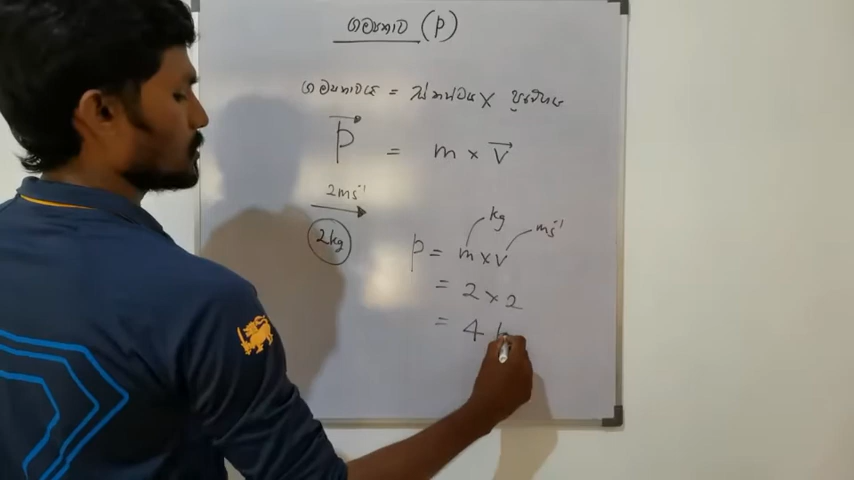 ගම්‍යතාව (p)
ගම්‍යතාවය = ස්කන්ධය × ප්‍රවේගය
p⃗ = m × v⃗
2ms⁻¹
2kg
kg
ms⁻¹
p = m × v
= 2 × 2
= 4 k